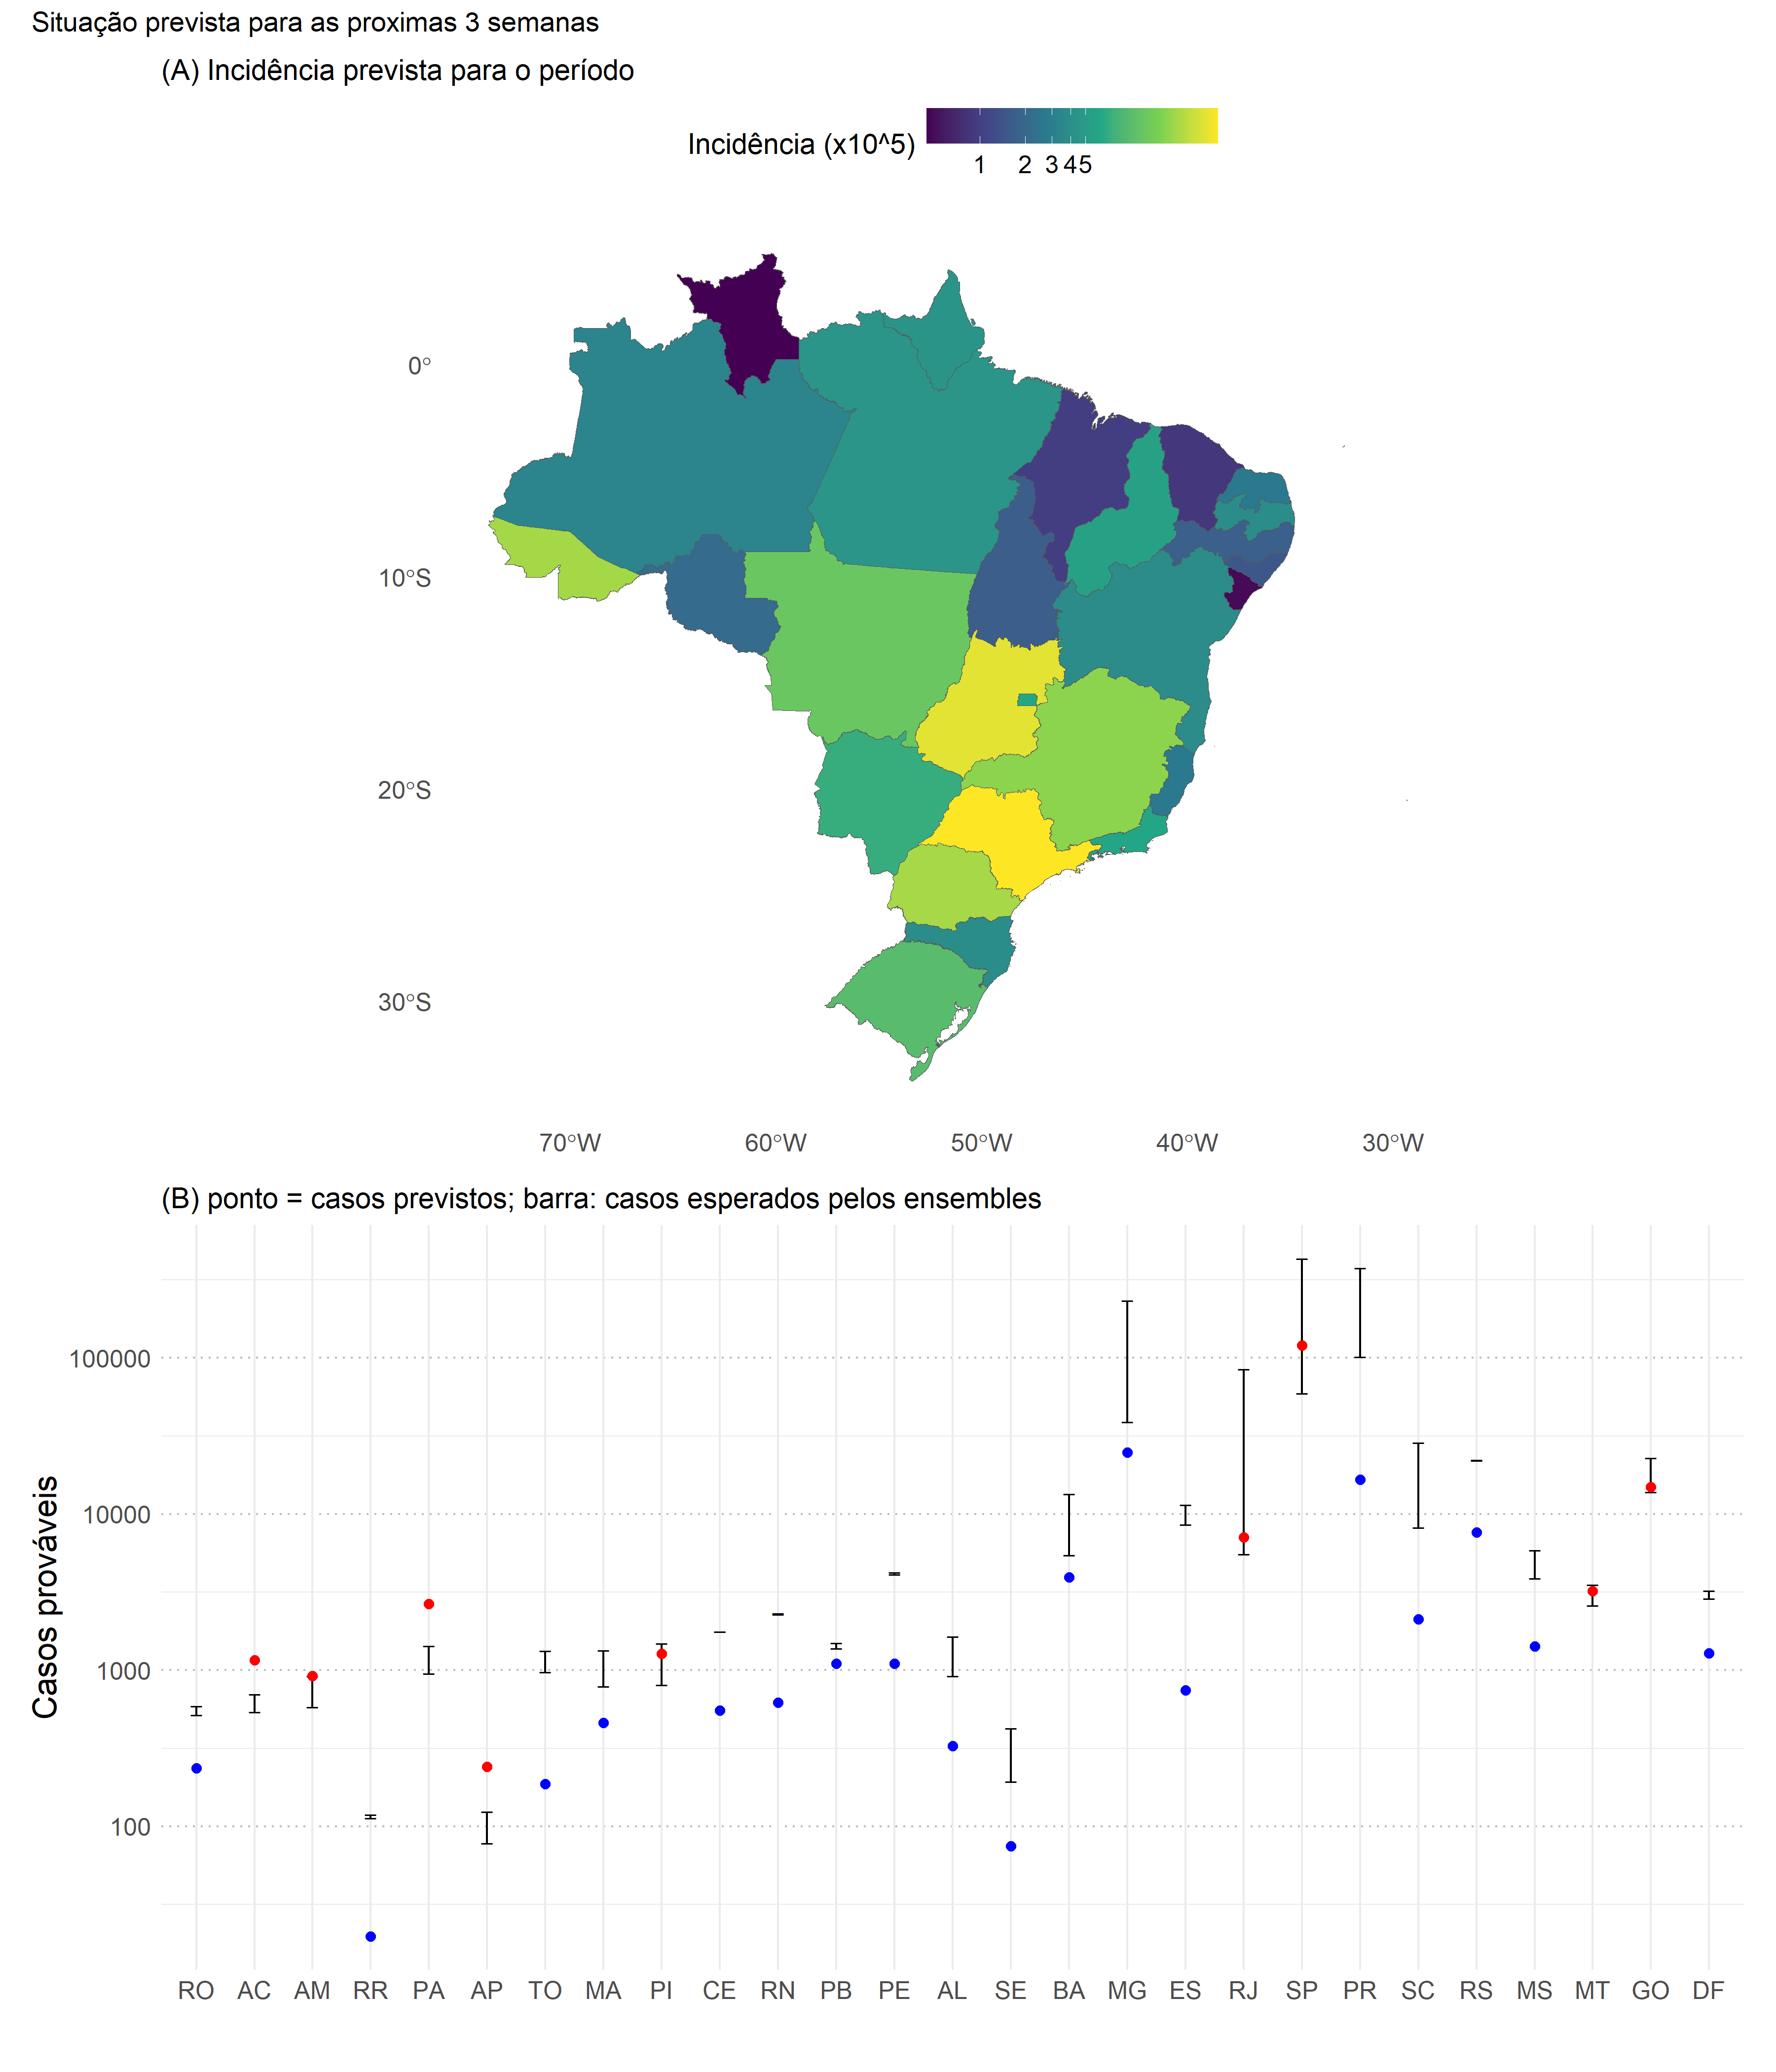 Situação prevista para as proximas 3 semanas
(A) Incidência prevista para o período
Incidência (x10^5)
1 2 3 4 5
0°
10°S
20°S
30°S
70°W 60°W 50°W 40°W 30°W
(B) ponto = casos previstos; barra: casos esperados pelos ensembles
Casos prováveis
100000
10000
1000
100
RO AC AM RR PA AP TO MA PI CE RN PB PE AL SE BA MG ES RJ SP PR SC RS MS MT GO DF